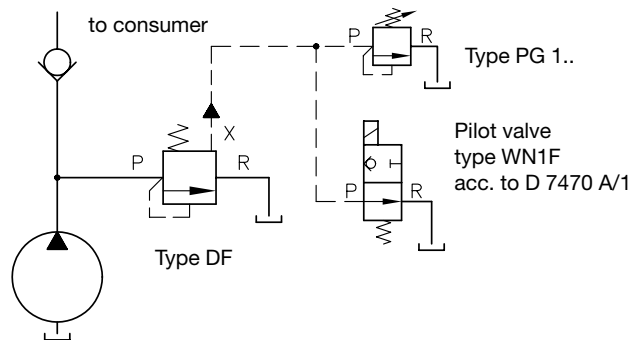 to consumer
P
R
Type PG 1..
X
Pilot valve
type WN1F
acc. to D 7470 A/1
P
R
P
R
Type DF